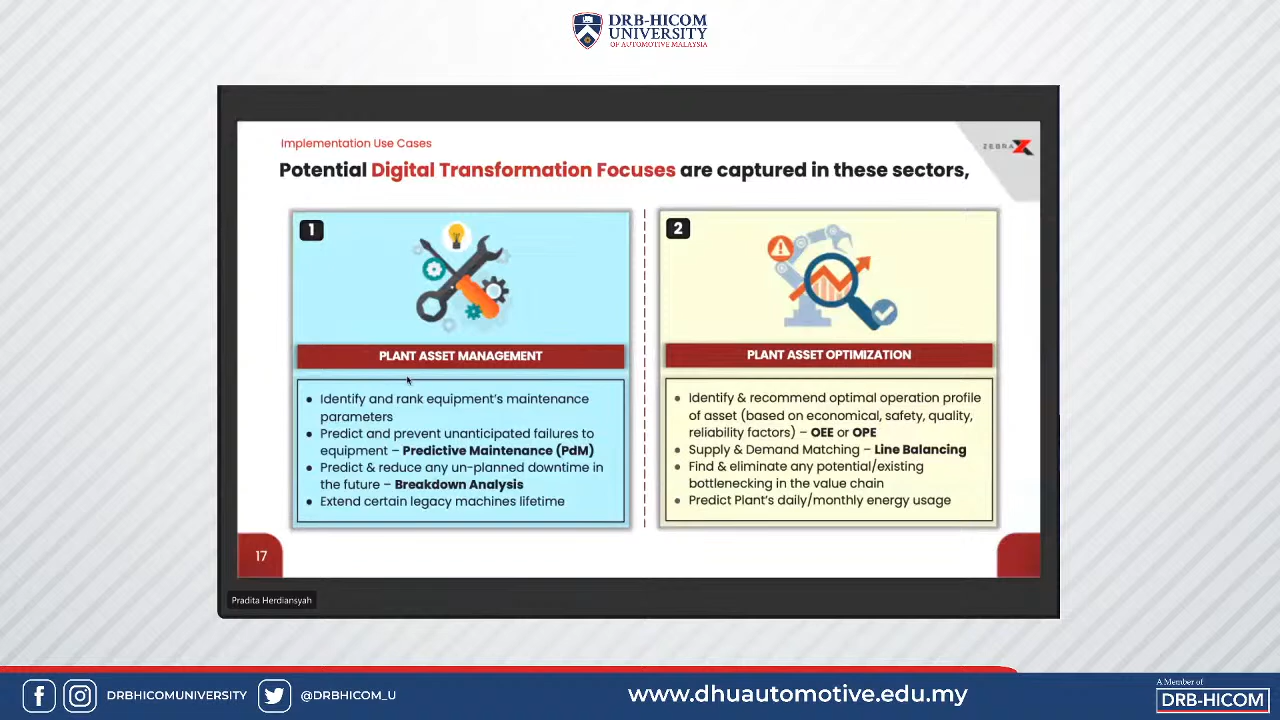 DRB-HICOM
UNIVERSITY
OF AUTOMOTIVE MALAYSIA
Implementation Use Cases
ZEBRA
Potential Digital Transformation Focuses are captured in these sectors,
1
PLANT ASSET MANAGEMENT
• Identify and rank equipment's maintenance
parameters
• Predict and prevent unanticipated failures to
equipment – Predictive Maintenance (PdM)
• Predict & reduce any un-planned downtime in
the future – Breakdown Analysis
• Extend certain legacy machines lifetime
2
PLANT ASSET OPTIMIZATION
• Identify & recommend optimal operation profile
of asset (based on economical, safety, quality,
reliability factors) – OEE or OPE
• Supply & Demand Matching – Line Balancing
• Find & eliminate any potential/existing
bottlenecking in the value chain
• Predict Plant's daily/monthly energy usage
17
Pradita Herdiansyah
DRBHICOMUNIVERSITY
@DRBHICOM_U
www.dhuautomotive.edu.my
A Member of
DRB-HICOM